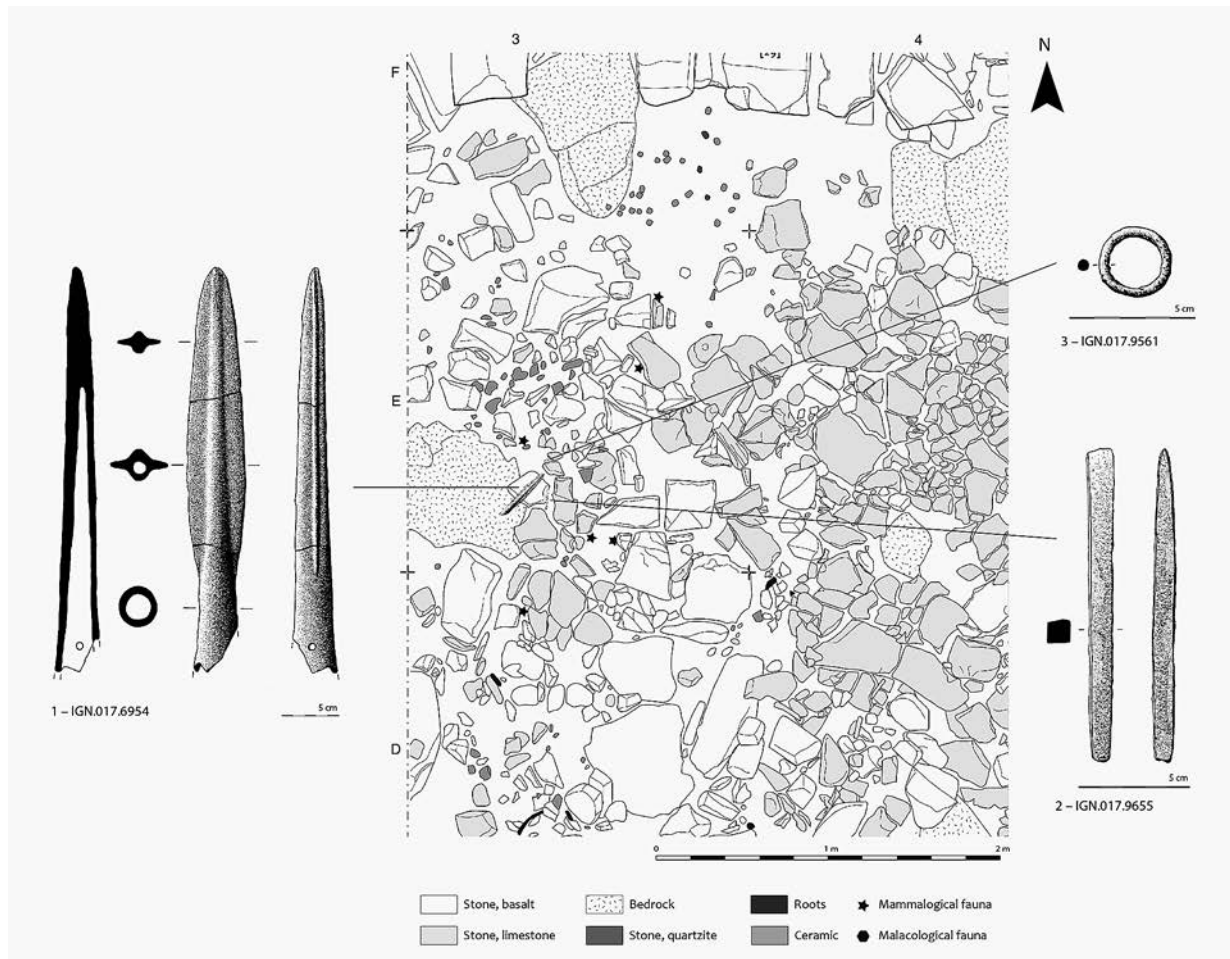 3
4
N
F
[29]
E
D
1 – IGN.017.6954
5 cm
5 cm
3 – IGN.017.9561
5 cm
2 – IGN.017.9655
0
1 m
2 m
Stone, basalt
Bedrock
Roots
Mammalogical fauna
Stone, limestone
Stone, quartzite
Ceramic
Malacological fauna